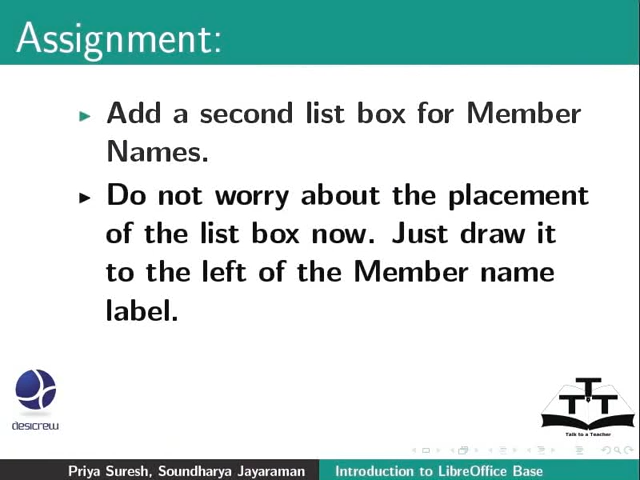 Assignment:
Add a second list box for Member
Names.
Do not worry about the placement
of the list box now. Just draw it
to the left of the Member name
label.
desicrew
TTT
Talk to a Teacher
Priya Suresh, Soundharya Jayaraman Introduction to LibreOffice Base